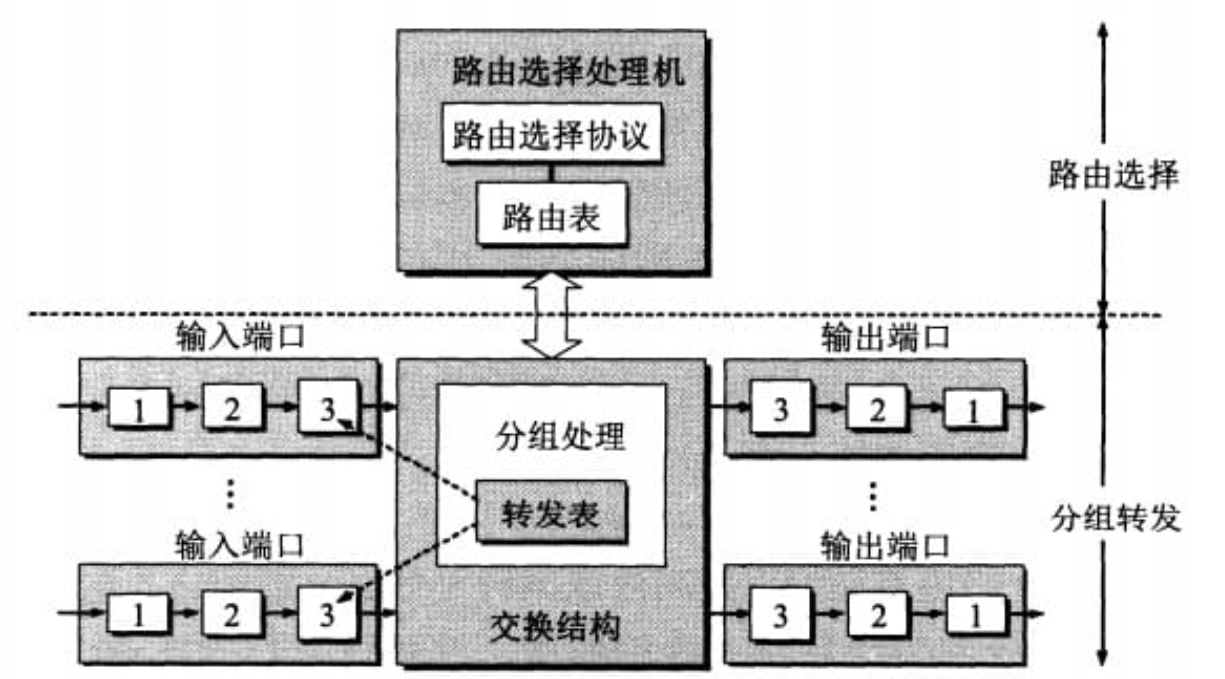 路由选择处理机
路由选择协议
路由表
路由选择
输入端口
输出端口
1 2 3
分组处理
3 2 1
转发表
分组转发
输入端口
输出端口
1 2 3
交换结构
3 2 1